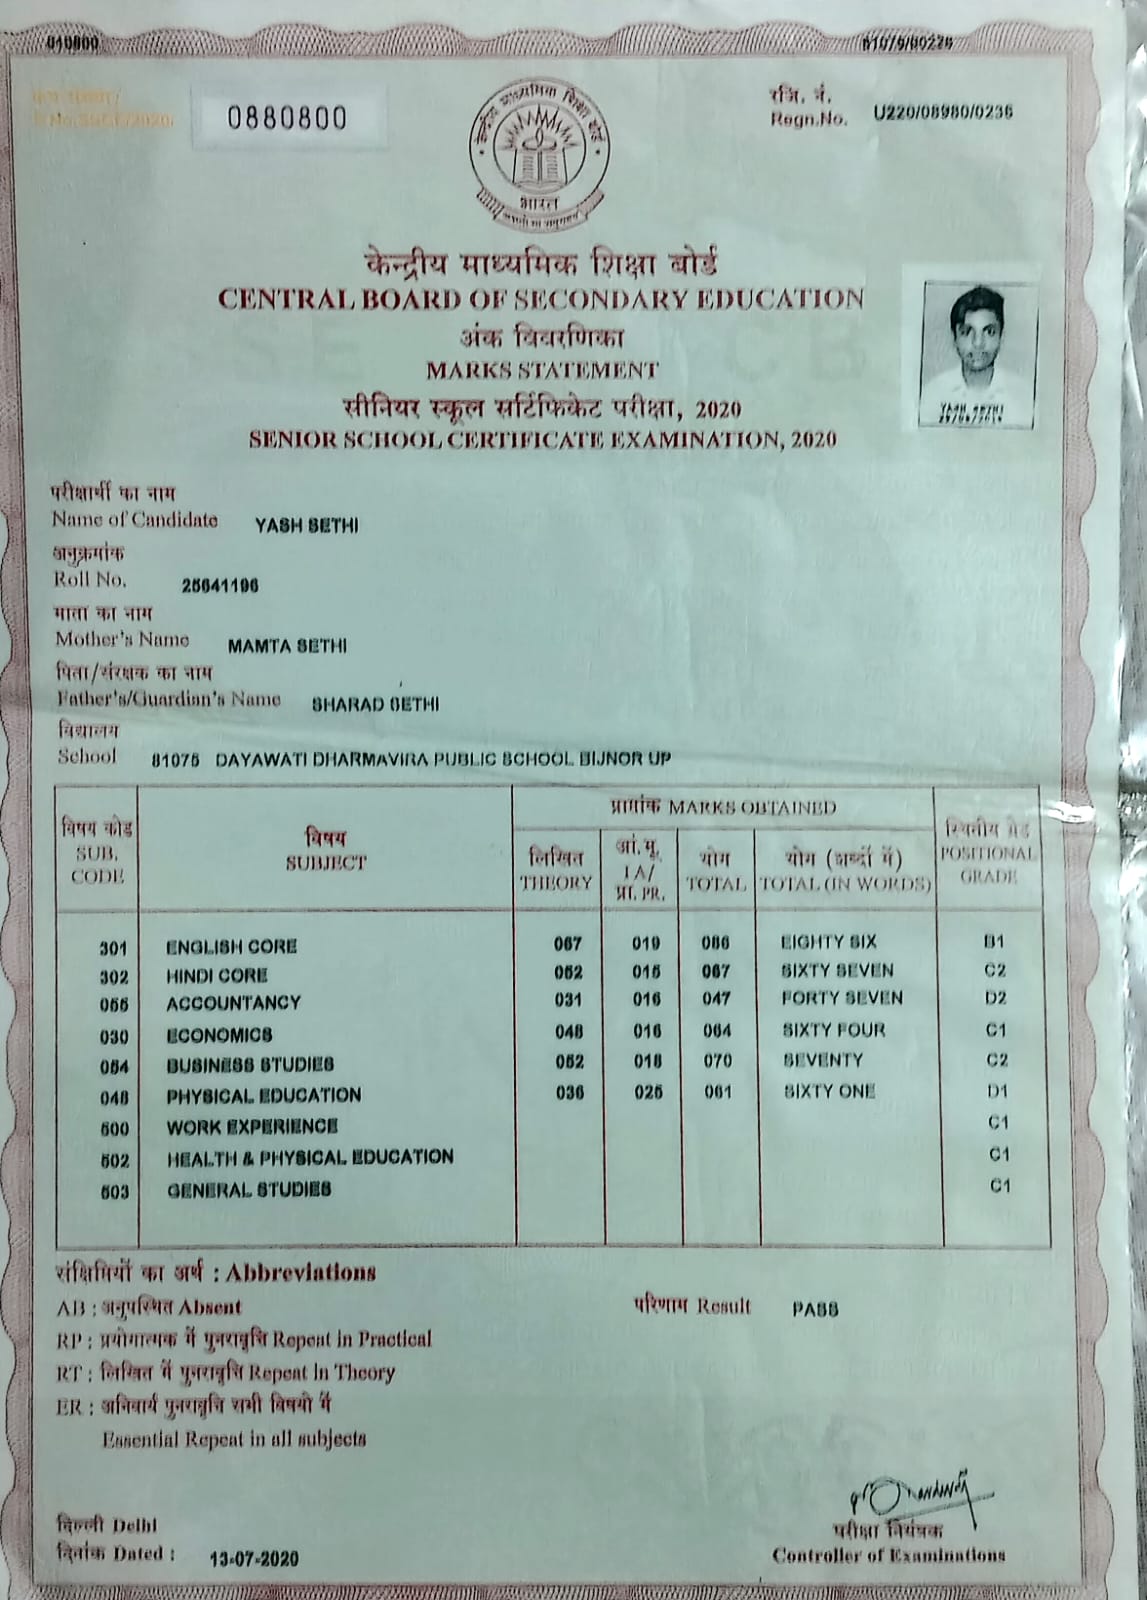 010800
81075/00226
0880800
रजि. नं.
Regn.No. U220/08980/0236
केन्द्रीय माध्यमिक शिक्षा बोर्ड
भारत
केन्द्रीय माध्यमिक शिक्षा बोर्ड
CENTRAL BOARD OF SECONDARY EDUCATION
अंक विवरणिका
MARKS STATEMENT
सीनियर स्कूल सर्टिफिकेट परीक्षा, 2020
SENIOR SCHOOL CERTIFICATE EXAMINATION, 2020
YASH SETHI
परीक्षार्थी का नाम
Name of Candidate YASH SETHI
अनुक्रमांक
Roll No. 25641196
माता का नाम
Mother's Name MAMTA SETHI
पिता/संरक्षक का नाम
Father's/Guardian's Name SHARAD SETHI
विद्यालय
School 81075 DAYAWATI DHARMAVIRA PUBLIC SCHOOL BIJNOR UP
विषय कोड SUB. CODE विषय SUBJECT प्राप्तांक MARKS OBTAINED स्थितीय ग्रेड POSITIONAL GRADE
लिखित THEORY आं.मू. IA/ प्रा. PR. योग TOTAL योग (शब्दों में) TOTAL (IN WORDS)
301 ENGLISH CORE 067 019 086 EIGHTY SIX B1
302 HINDI CORE 052 015 067 SIXTY SEVEN C2
055 ACCOUNTANCY 031 016 047 FORTY SEVEN D2
030 ECONOMICS 048 016 064 SIXTY FOUR C1
054 BUSINESS STUDIES 052 018 070 SEVENTY C2
048 PHYSICAL EDUCATION 036 025 061 SIXTY ONE D1
500 WORK EXPERIENCE C1
502 HEALTH & PHYSICAL EDUCATION C1
503 GENERAL STUDIES C1
संक्षिप्तियों का अर्थ : Abbreviations
AB : अनुपस्थित Absent परिणाम Result PASS
RP : प्रयोगात्मक में पुनरावृत्ति Repeat in Practical
RT : लिखित में पुनरावृत्ति Repeat in Theory
ER : अनिवार्य पुनरावृत्ति सभी विषयो में
Essential Repeat in all subjects
दिल्ली Delhi
परीक्षा नियंत्रक
दिनांक Dated : 13-07-2020 Controller of Examinations